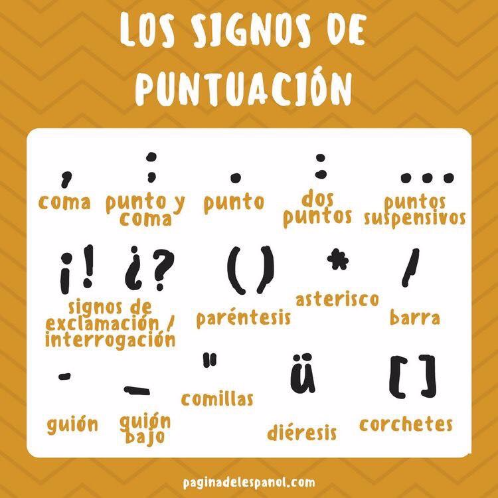 LOS SIGNOS DE
PUNTUACIÓN
, ; . : ...
coma punto y coma punto dos puntos puntos suspensivos
¡! ¿? () * /
signos de exclamación / interrogación paréntesis asterisco barra
- _ " ü []
guión guión bajo comillas diéresis corchetes
paginadelespanol.com